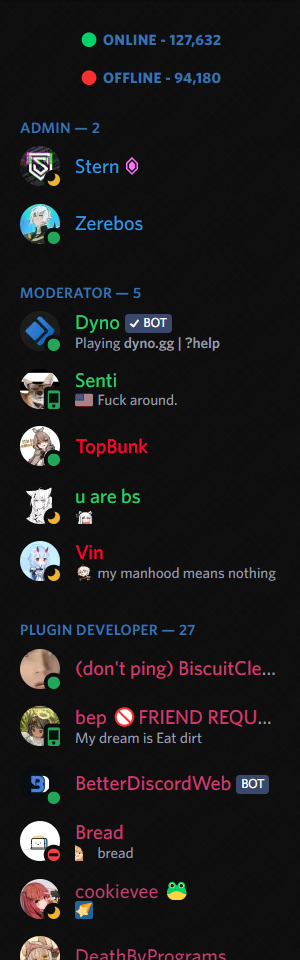 ONLINE - 127,632
OFFLINE - 94,180
ADMIN — 2
Stern
Zerebos
MODERATOR — 5
Dyno ✓ BOT
Playing dyno.gg | ?help
Senti
Fuck around.
TopBunk
u are bs
Vin
my manhood means nothing
PLUGIN DEVELOPER — 27
(don't ping) BiscuitCle...
bep 🚫 FRIEND REQU...
My dream is Eat dirt
BetterDiscordWeb BOT
Bread
bread
cookievee 🐸
DeathByPrograms